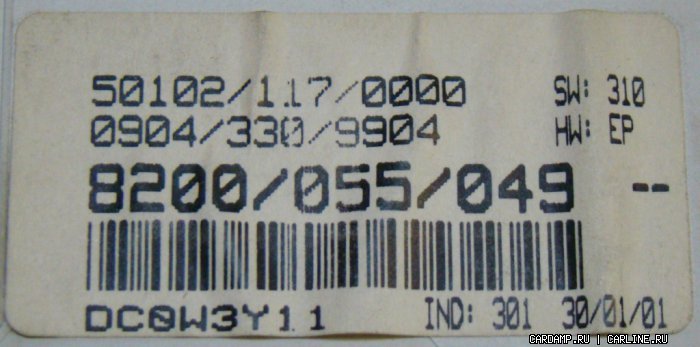 50102/117/0000 SW: 310
0904/330/9904 HW: EP
8200/055/049 --
DC0W3Y11 IND: 301 30/01/01
CARDAMP.RU | CARLINE.RU